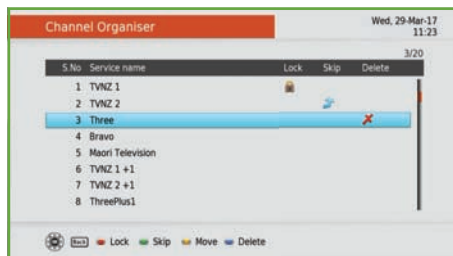 Channel Organiser
Wed, 29-Mar-17
11:23
3/20
S.No Service name Lock Skip Delete
1 TVNZ 1
2 TVNZ 2
3 Three
4 Bravo
5 Maori Television
6 TVNZ 1 +1
7 TVNZ 2 +1
8 ThreePlus1
Back Lock Skip Move Delete